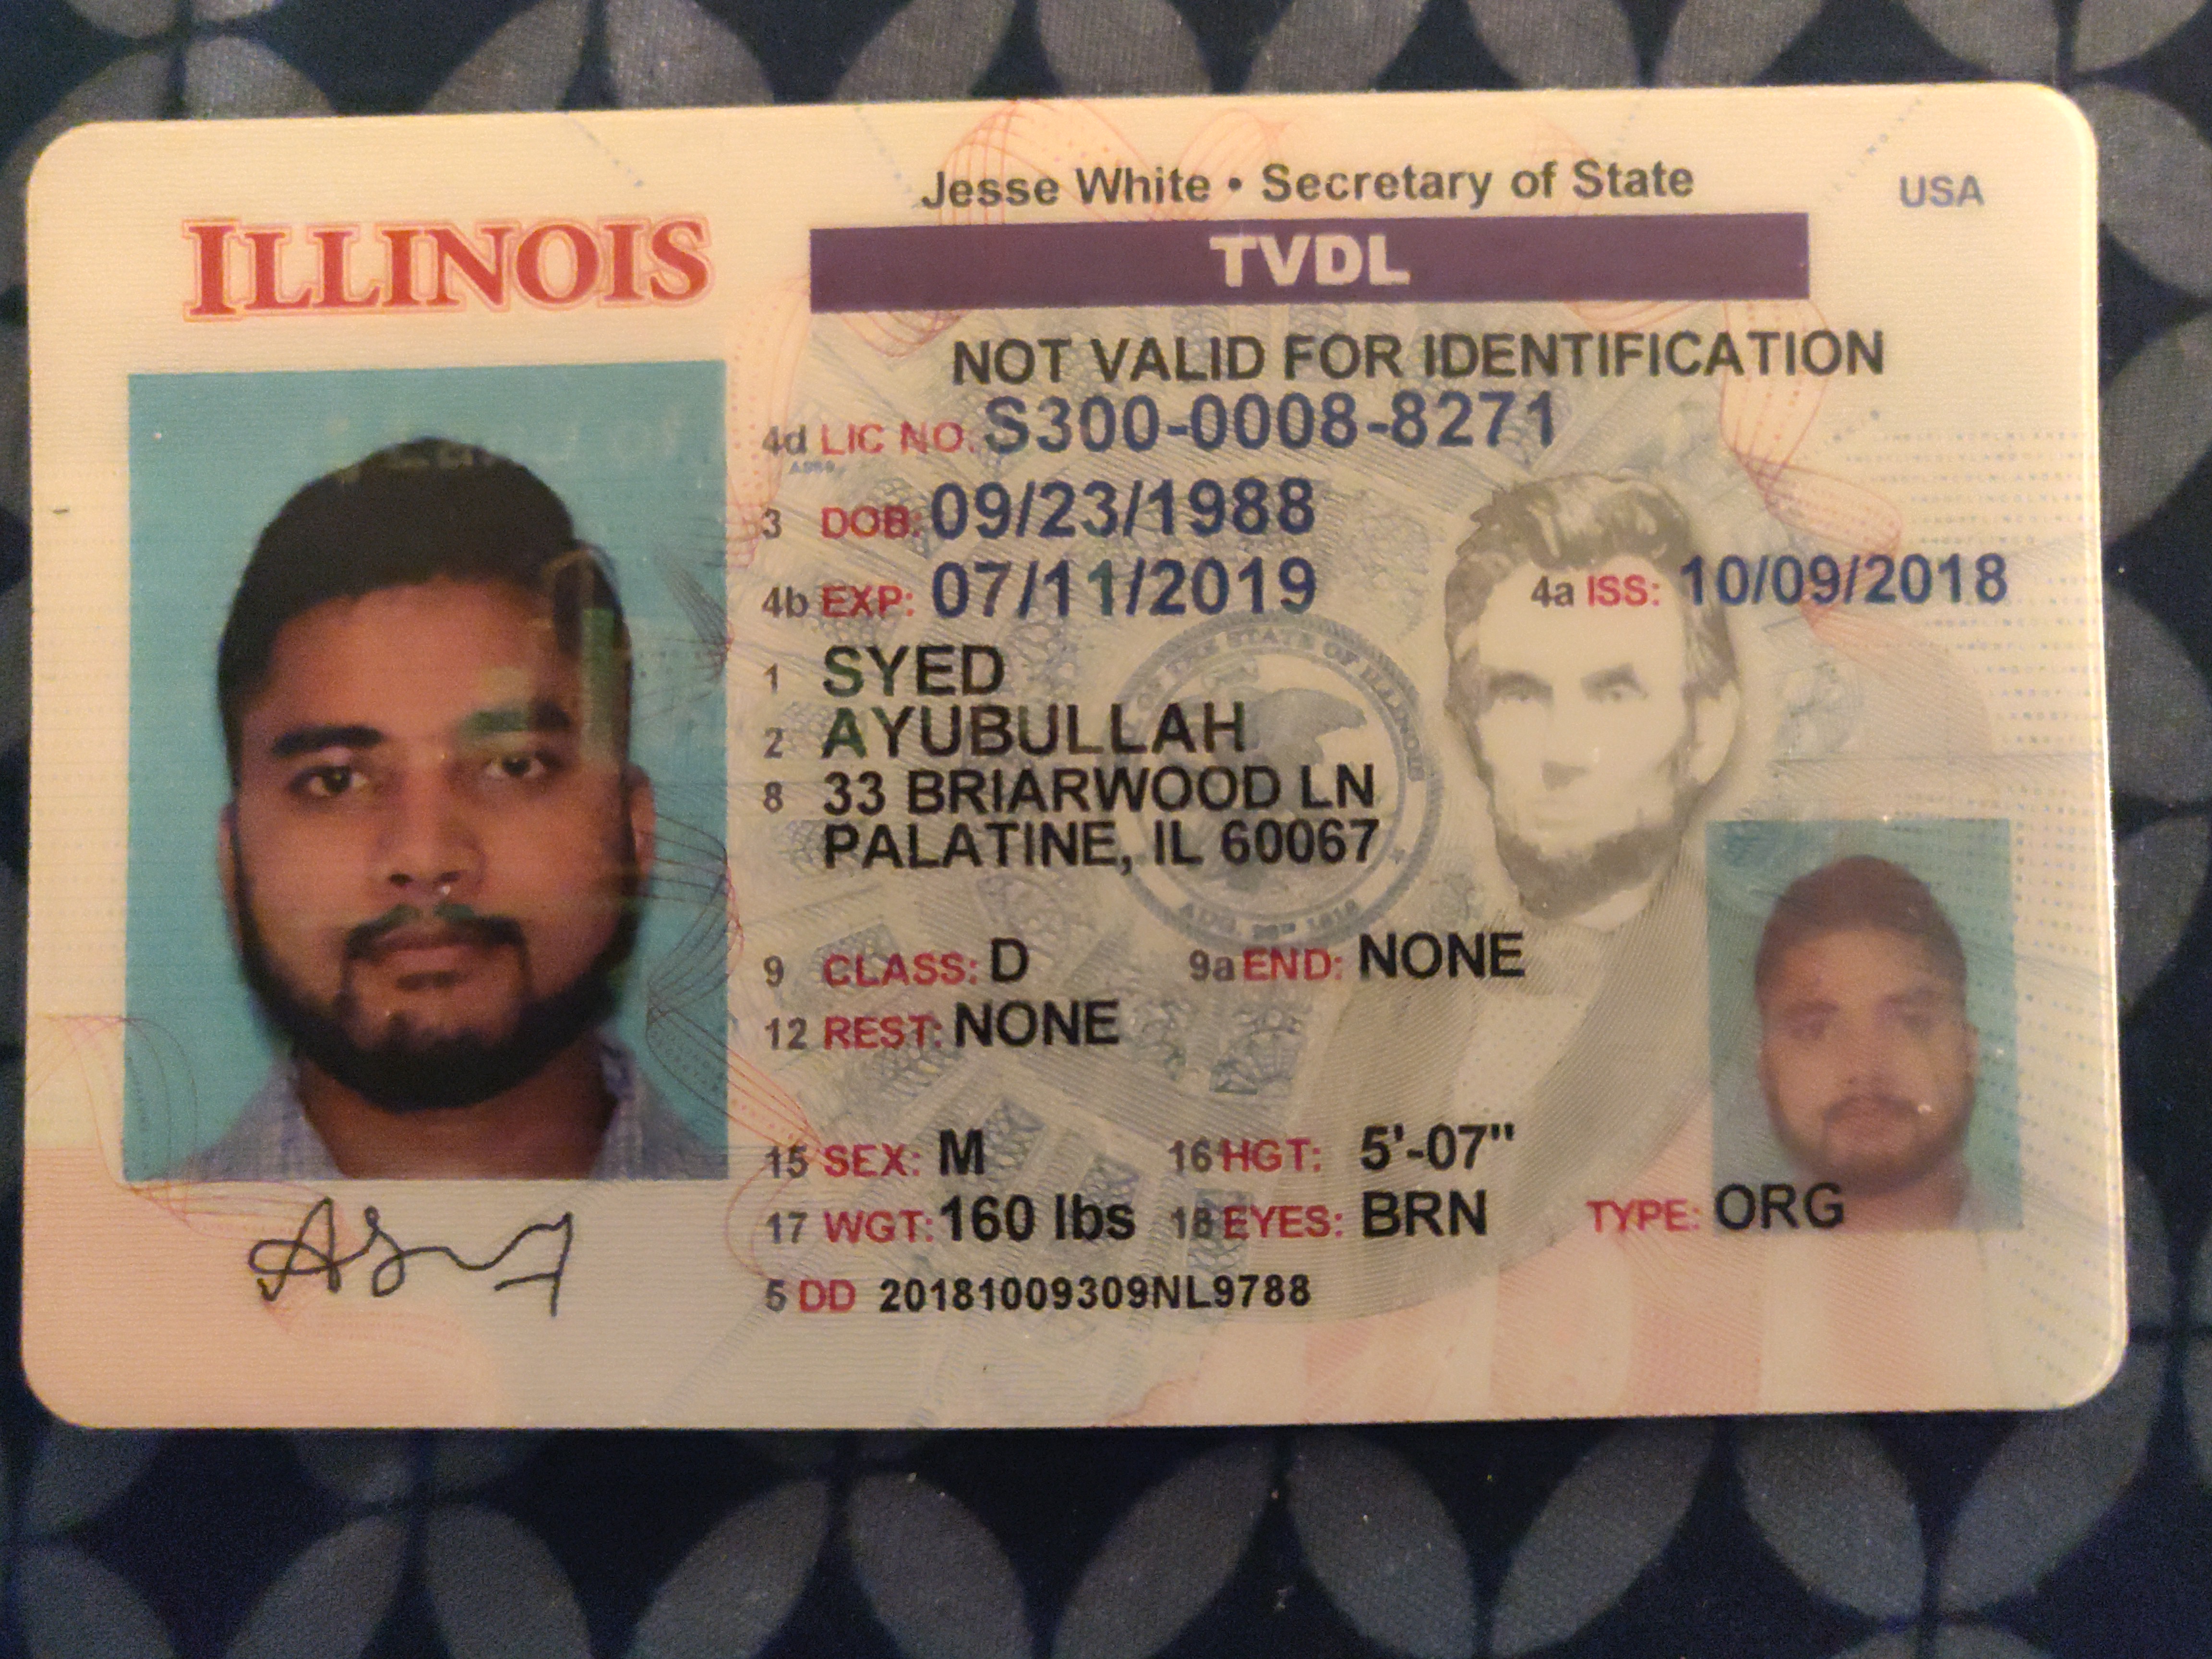 Jesse White • Secretary of State
USA
ILLINOIS
TVDL
NOT VALID FOR IDENTIFICATION
4d LIC NO. S300-0008-8271
3 DOB: 09/23/1988
4b EXP: 07/11/2019 4a ISS: 10/09/2018
1 SYED
2 AYUBULLAH
8 33 BRIARWOOD LN
PALATINE, IL 60067
9 CLASS: D 9a END: NONE
12 REST: NONE
15 SEX: M 16 HGT: 5'-07"
17 WGT: 160 lbs 18 EYES: BRN TYPE: ORG
5 DD 20181009309NL9788